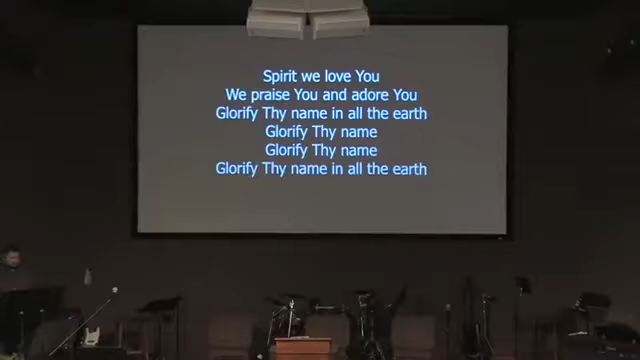 Spirit we love You
We praise You and adore You
Glorify Thy name in all the earth
Glorify Thy name
Glorify Thy name
Glorify Thy name in all the earth